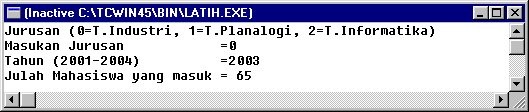 (Inactive C:\TCWIN45\BIN\LATIH.EXE)
Jurusan (0=T.Industri, 1=T.Planalogi, 2=T.Informatika)
Masukan Jurusan =0
Tahun (2001-2004) =2003
Julah Mahasiswa yang masuk = 65